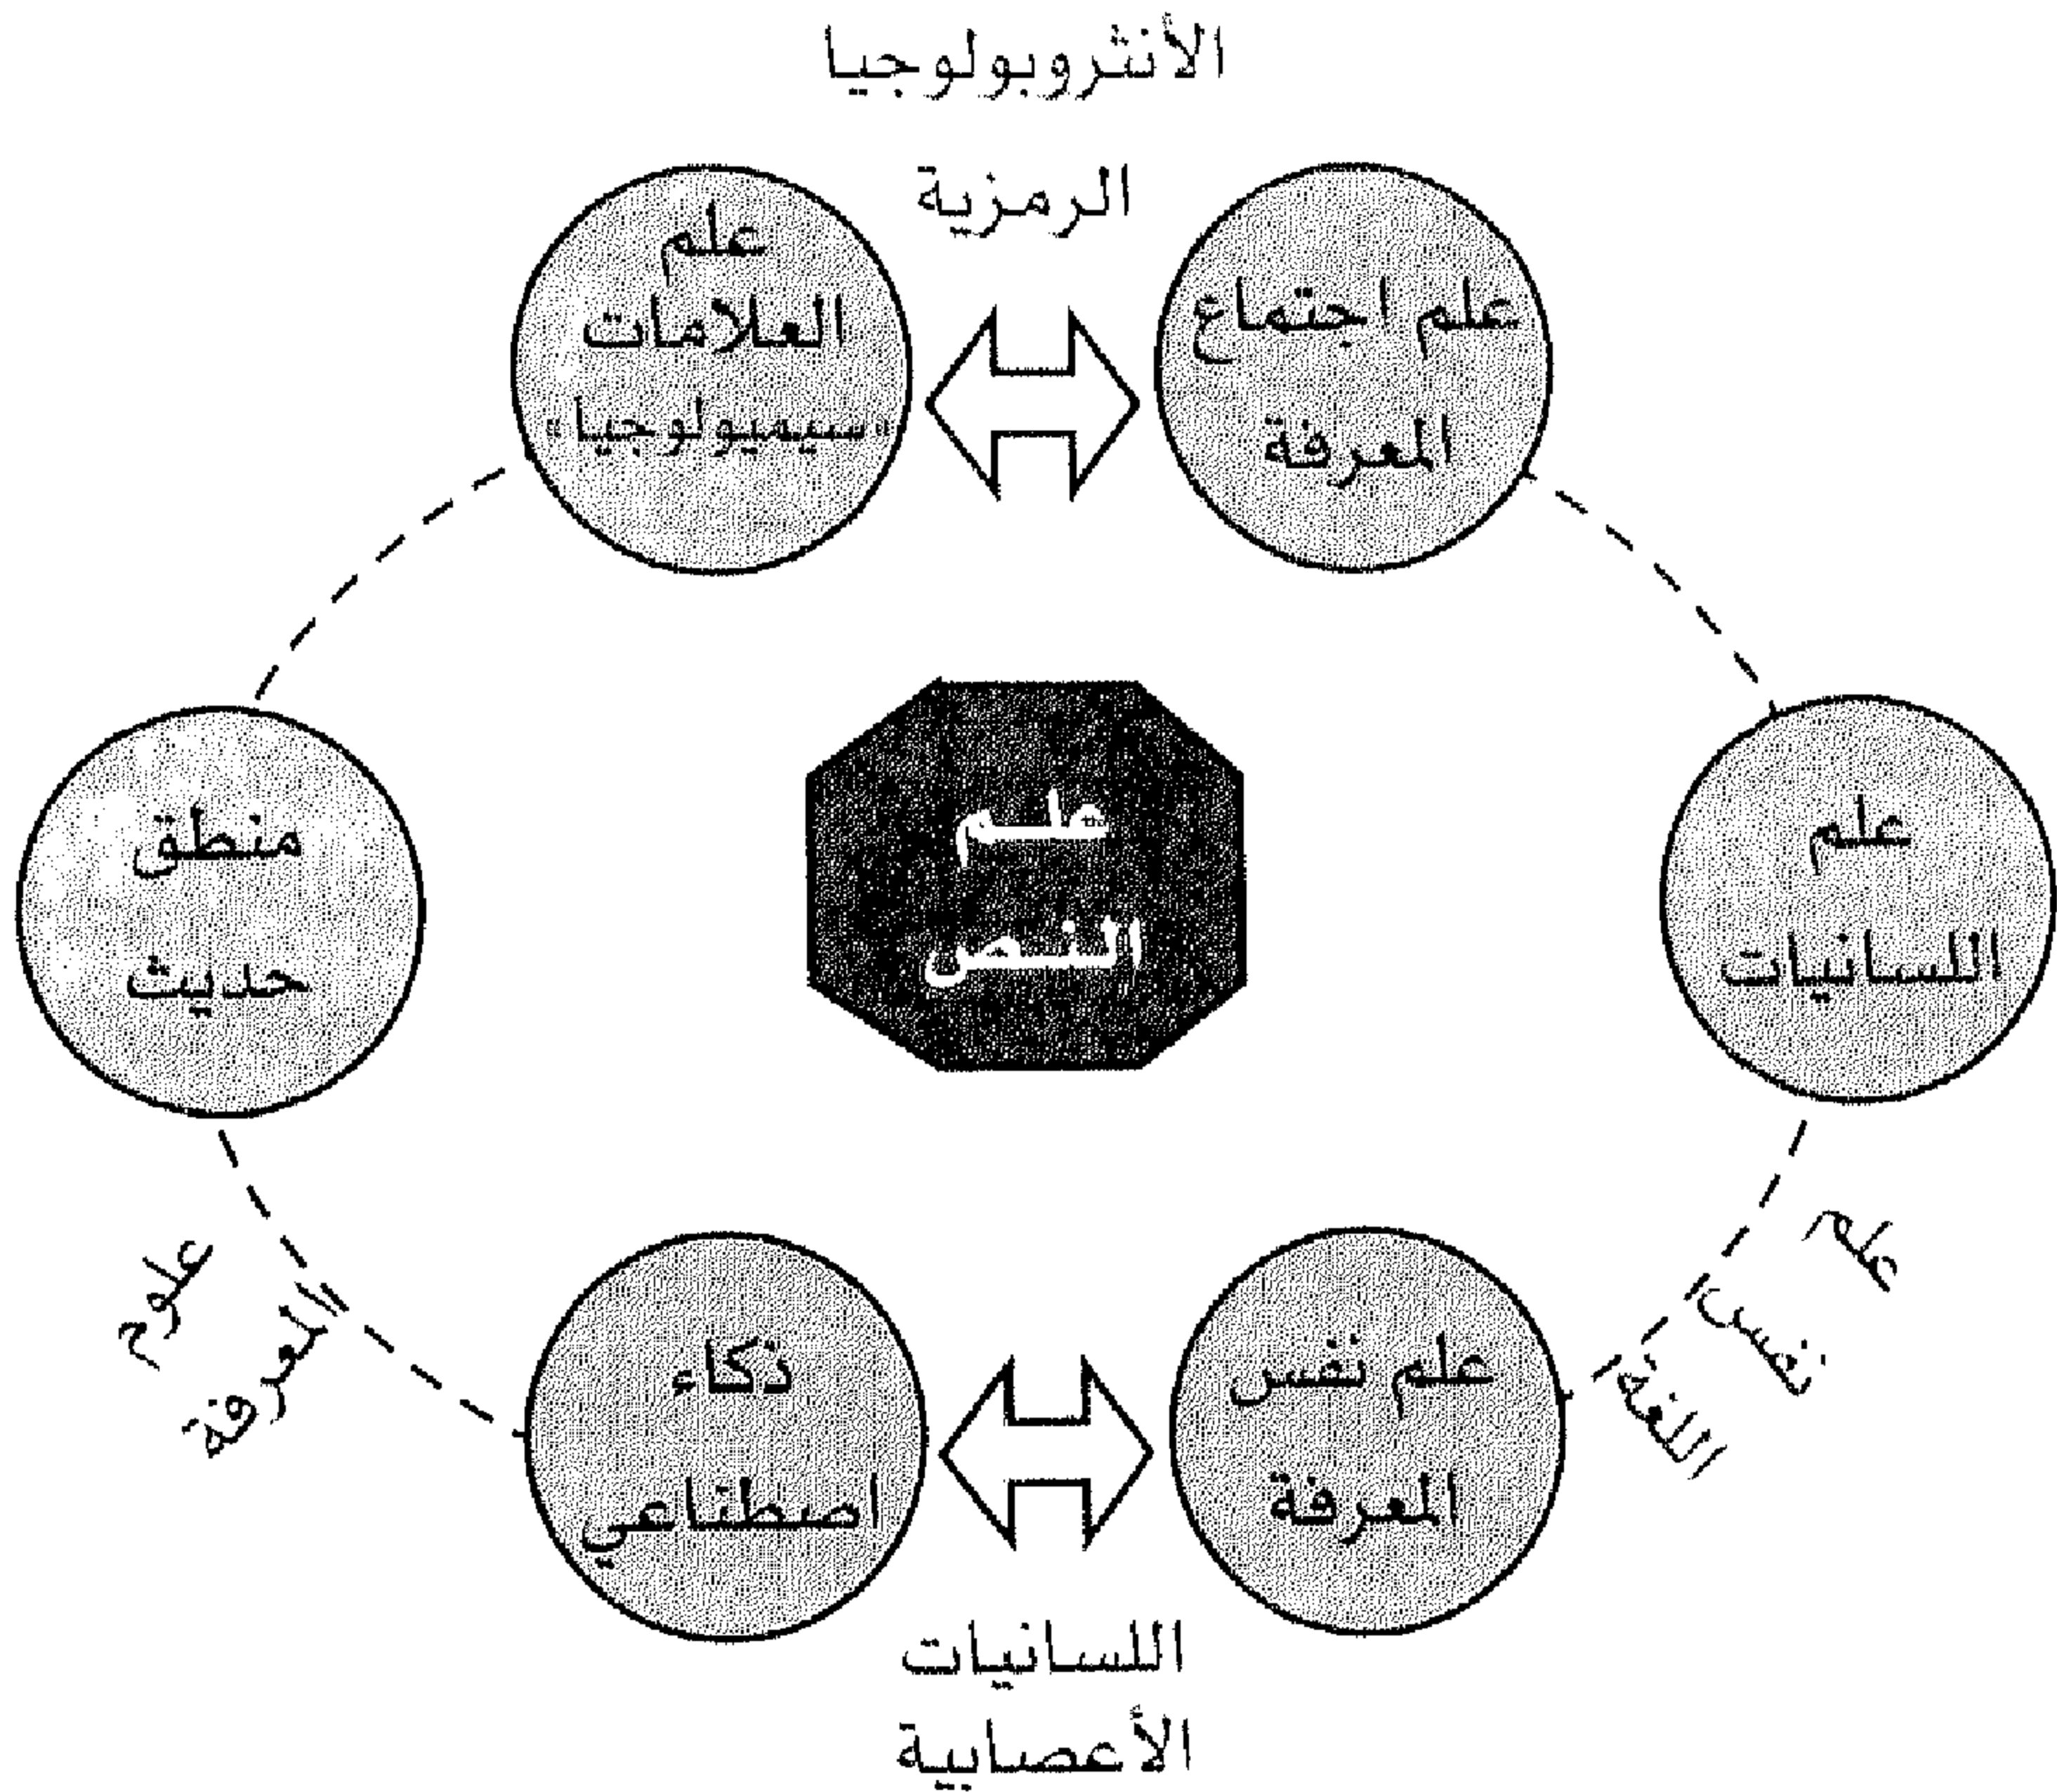 الأنثروبولوجيا
الرمزية
علم اجتماع
المعرفة
علم
العلامات
«سيميولوجيا»
علم
اللسانيات
علم
النص
منطق
حديث
علم
نفس
اللغة
علوم
المعرفة
علم نفس
المعرفة
ذكاء
اصطناعي
اللسانيات
الأعصابية